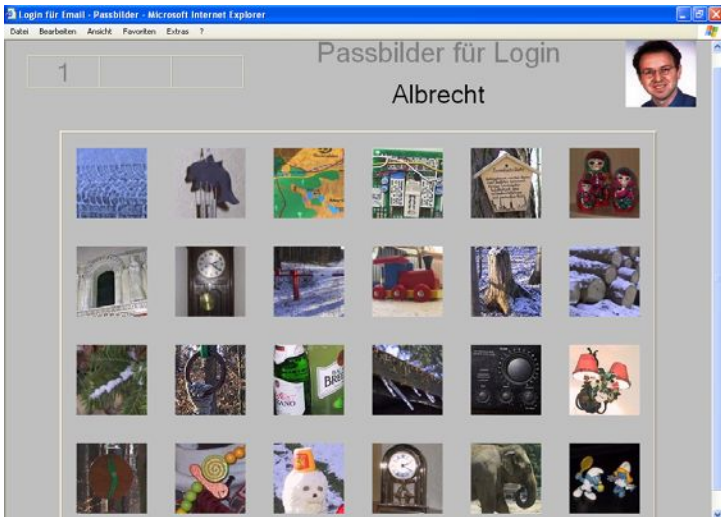 Login für Email - Passbilder - Microsoft Internet Explorer
Datei Bearbeiten Ansicht Favoriten Extras ?
Passbilder für Login
1
Albrecht